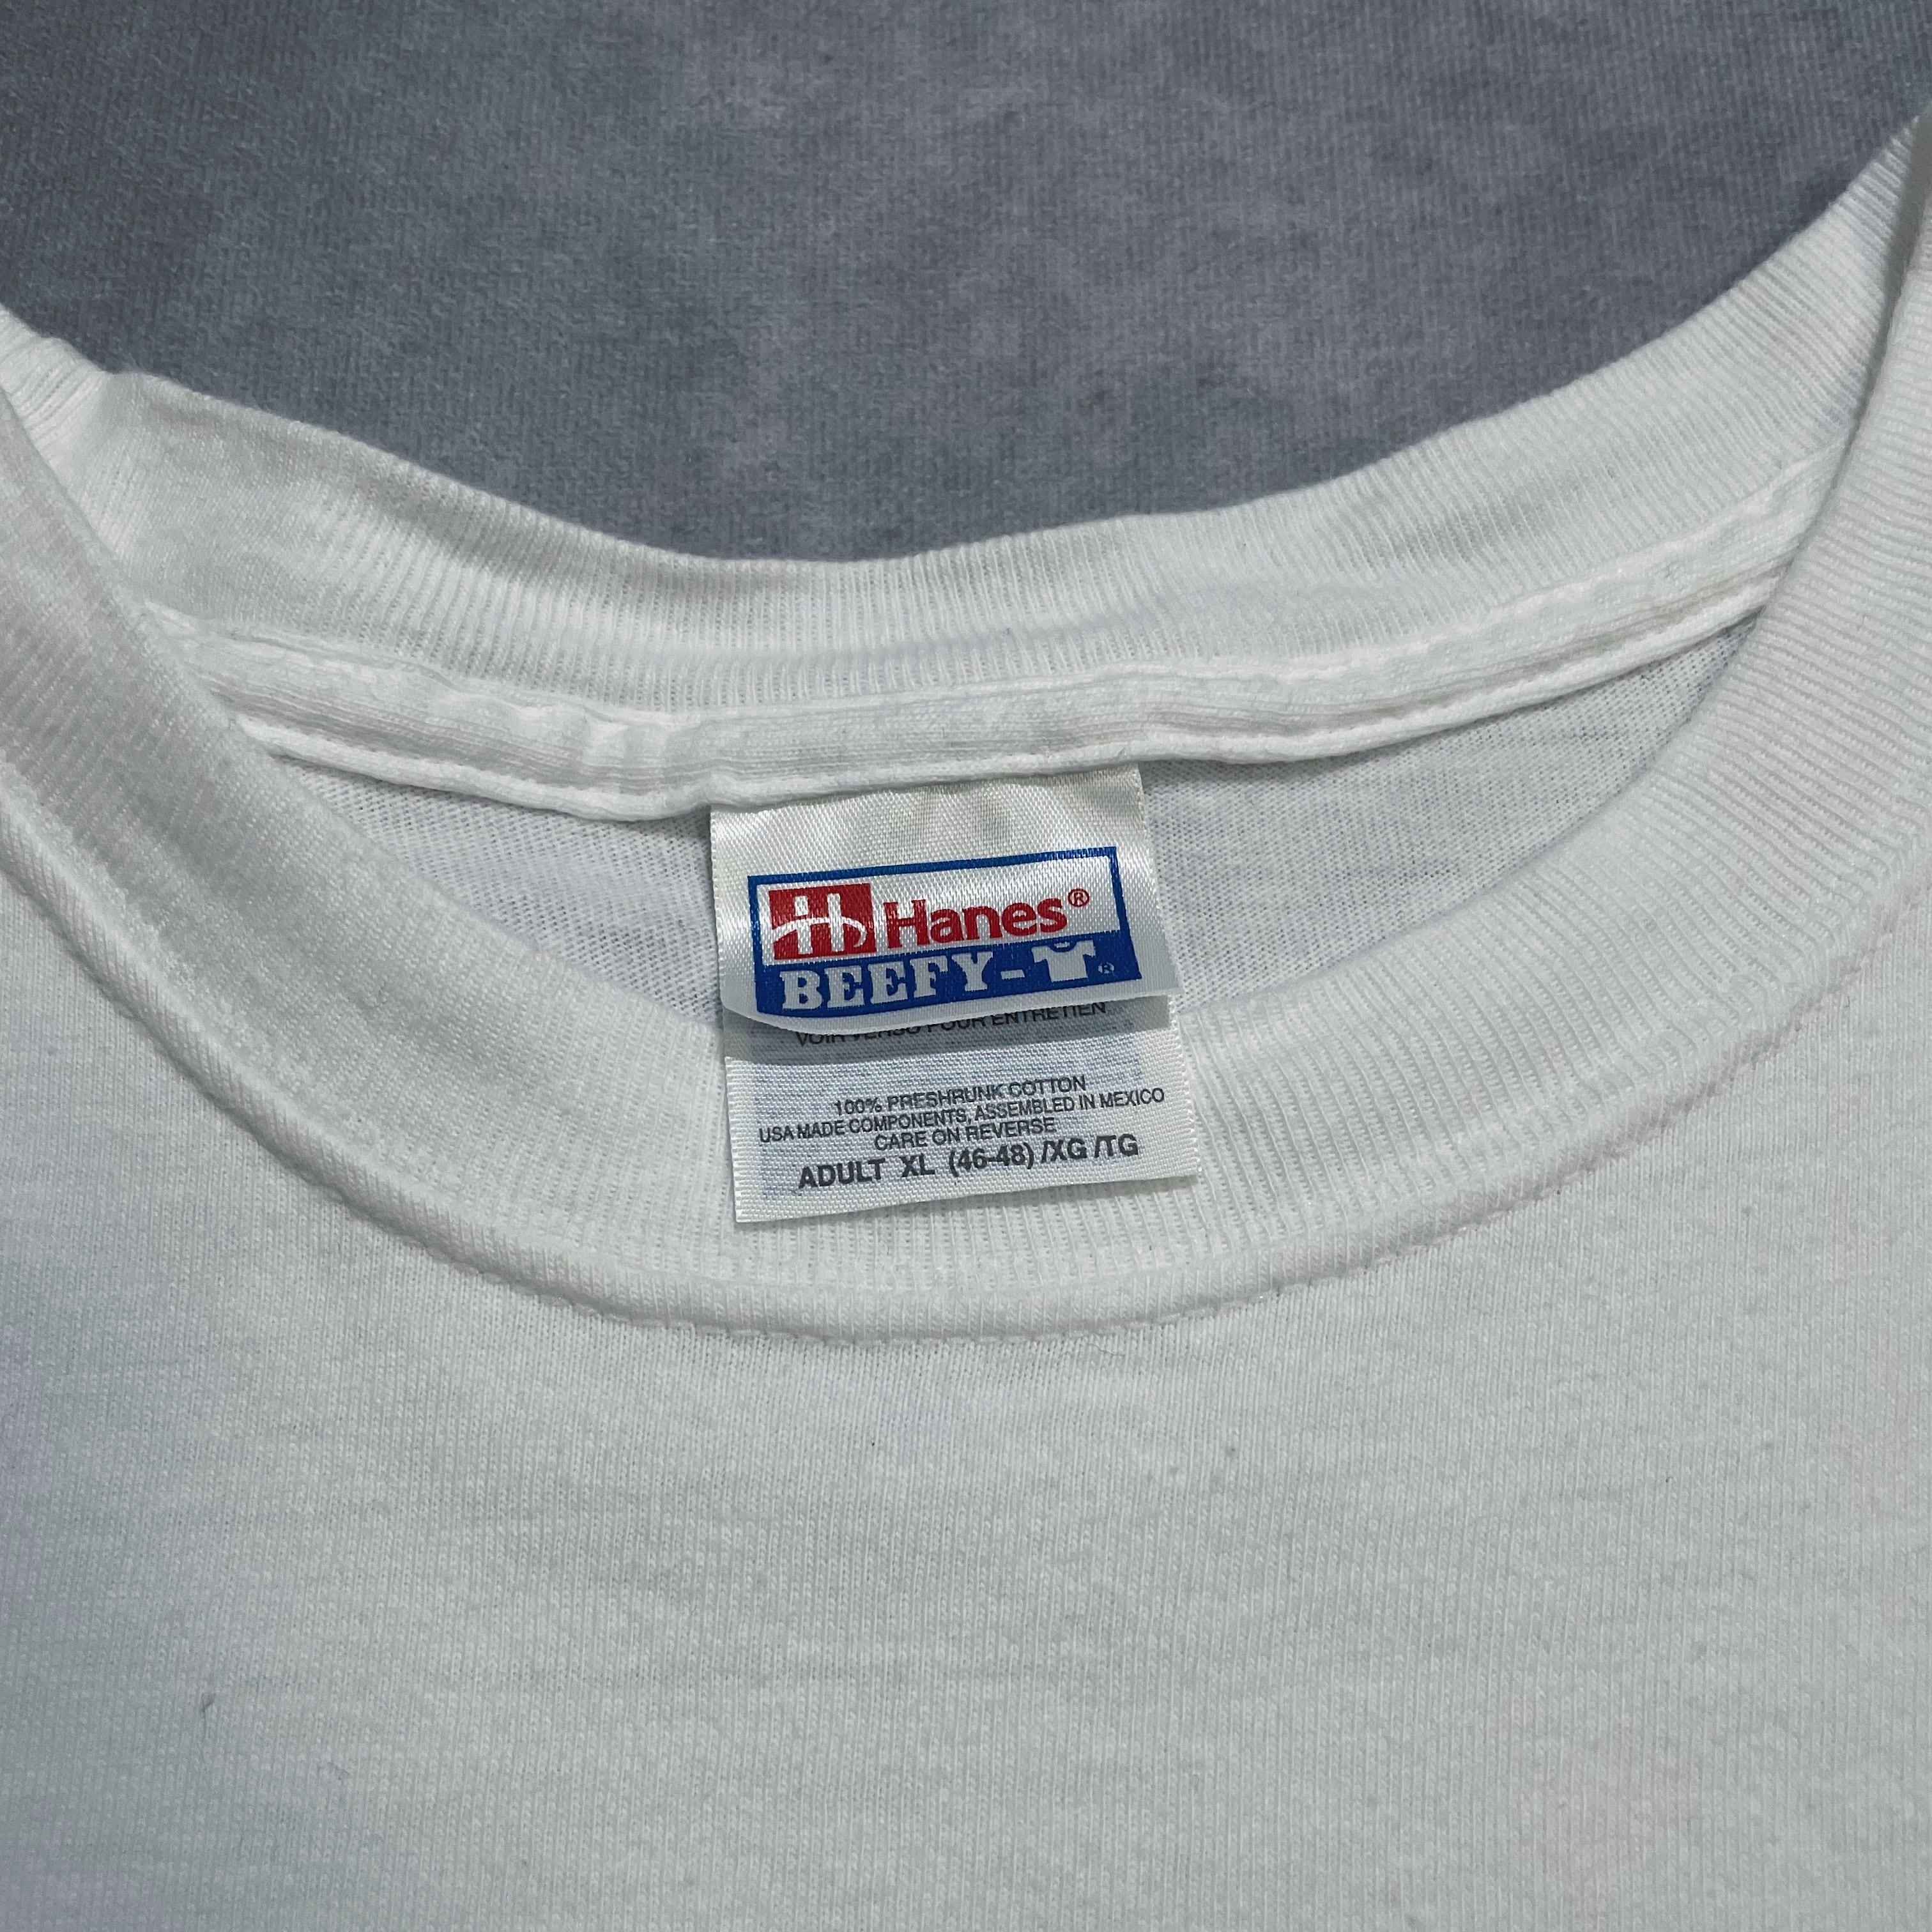 Hanes®
BEEFY-T®
VOIR VERSO POUR ENTRETIEN
100% PRESHRUNK COTTON
USA MADE COMPONENTS, ASSEMBLED IN MEXICO
CARE ON REVERSE
ADULT XL (46-48) /XG /TG